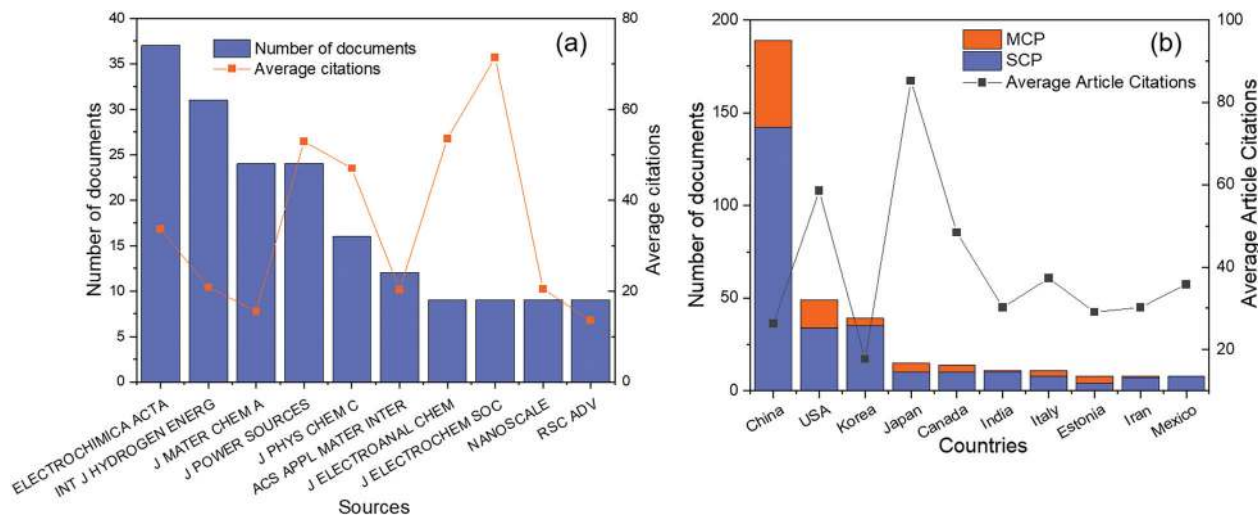 (a)
Number of documents
Average citations
40
35
30
25
20
15
10
5
0
Number of documents
80
60
40
20
0
Average citations
ELECTROCHIMICA ACTA
INT J HYDROGEN ENERG
J MATER CHEM A
J POWER SOURCES
J PHYS CHEM C
ACS APPL MATER INTER
J ELECTROANAL CHEM
J ELECTROCHEM SOC
NANOSCALE
RSC ADV
Sources
(b)
MCP
SCP
Average Article Citations
200
150
100
50
0
Number of documents
100
80
60
40
20
Average Article Citations
China
USA
Korea
Japan
Canada
India
Italy
Estonia
Iran
Mexico
Countries